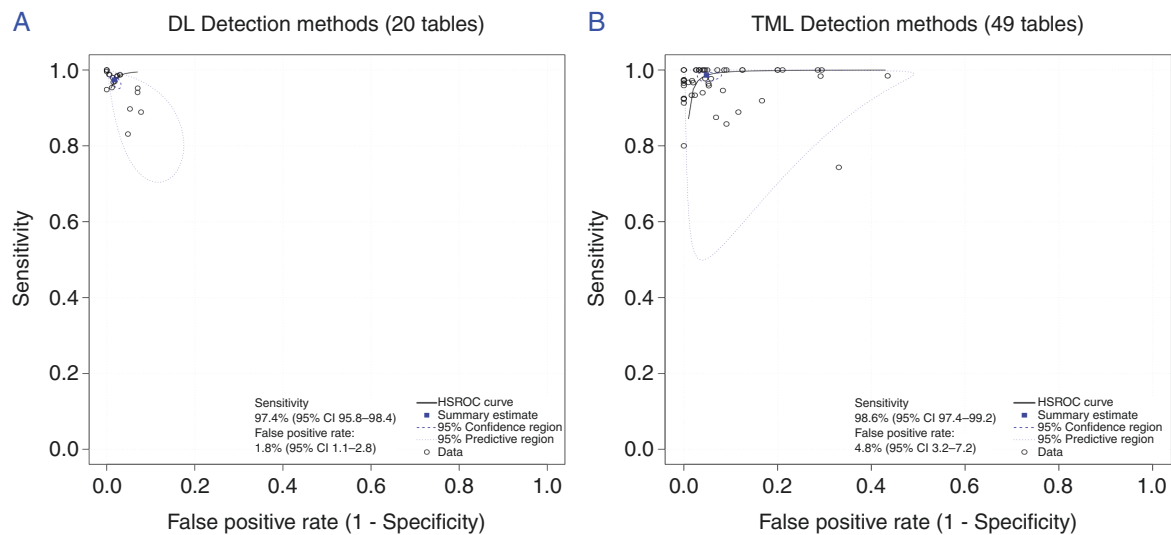 A
DL Detection methods (20 tables)
1.0
0.8
0.6
0.4
0.2
0.0
Sensitivity
Sensitivity
97.4% (95% CI 95.8–98.4)
False positive rate:
1.8% (95% CI 1.1–2.8)
HSROC curve
Summary estimate
95% Confidence region
95% Predictive region
Data
0.0 0.2 0.4 0.6 0.8 1.0
False positive rate (1 - Specificity)
B
TML Detection methods (49 tables)
1.0
0.8
0.6
0.4
0.2
0.0
Sensitivity
Sensitivity
98.6% (95% CI 97.4–99.2)
False positive rate:
4.8% (95% CI 3.2–7.2)
HSROC curve
Summary estimate
95% Confidence region
95% Predictive region
Data
0.0 0.2 0.4 0.6 0.8 1.0
False positive rate (1 - Specificity)